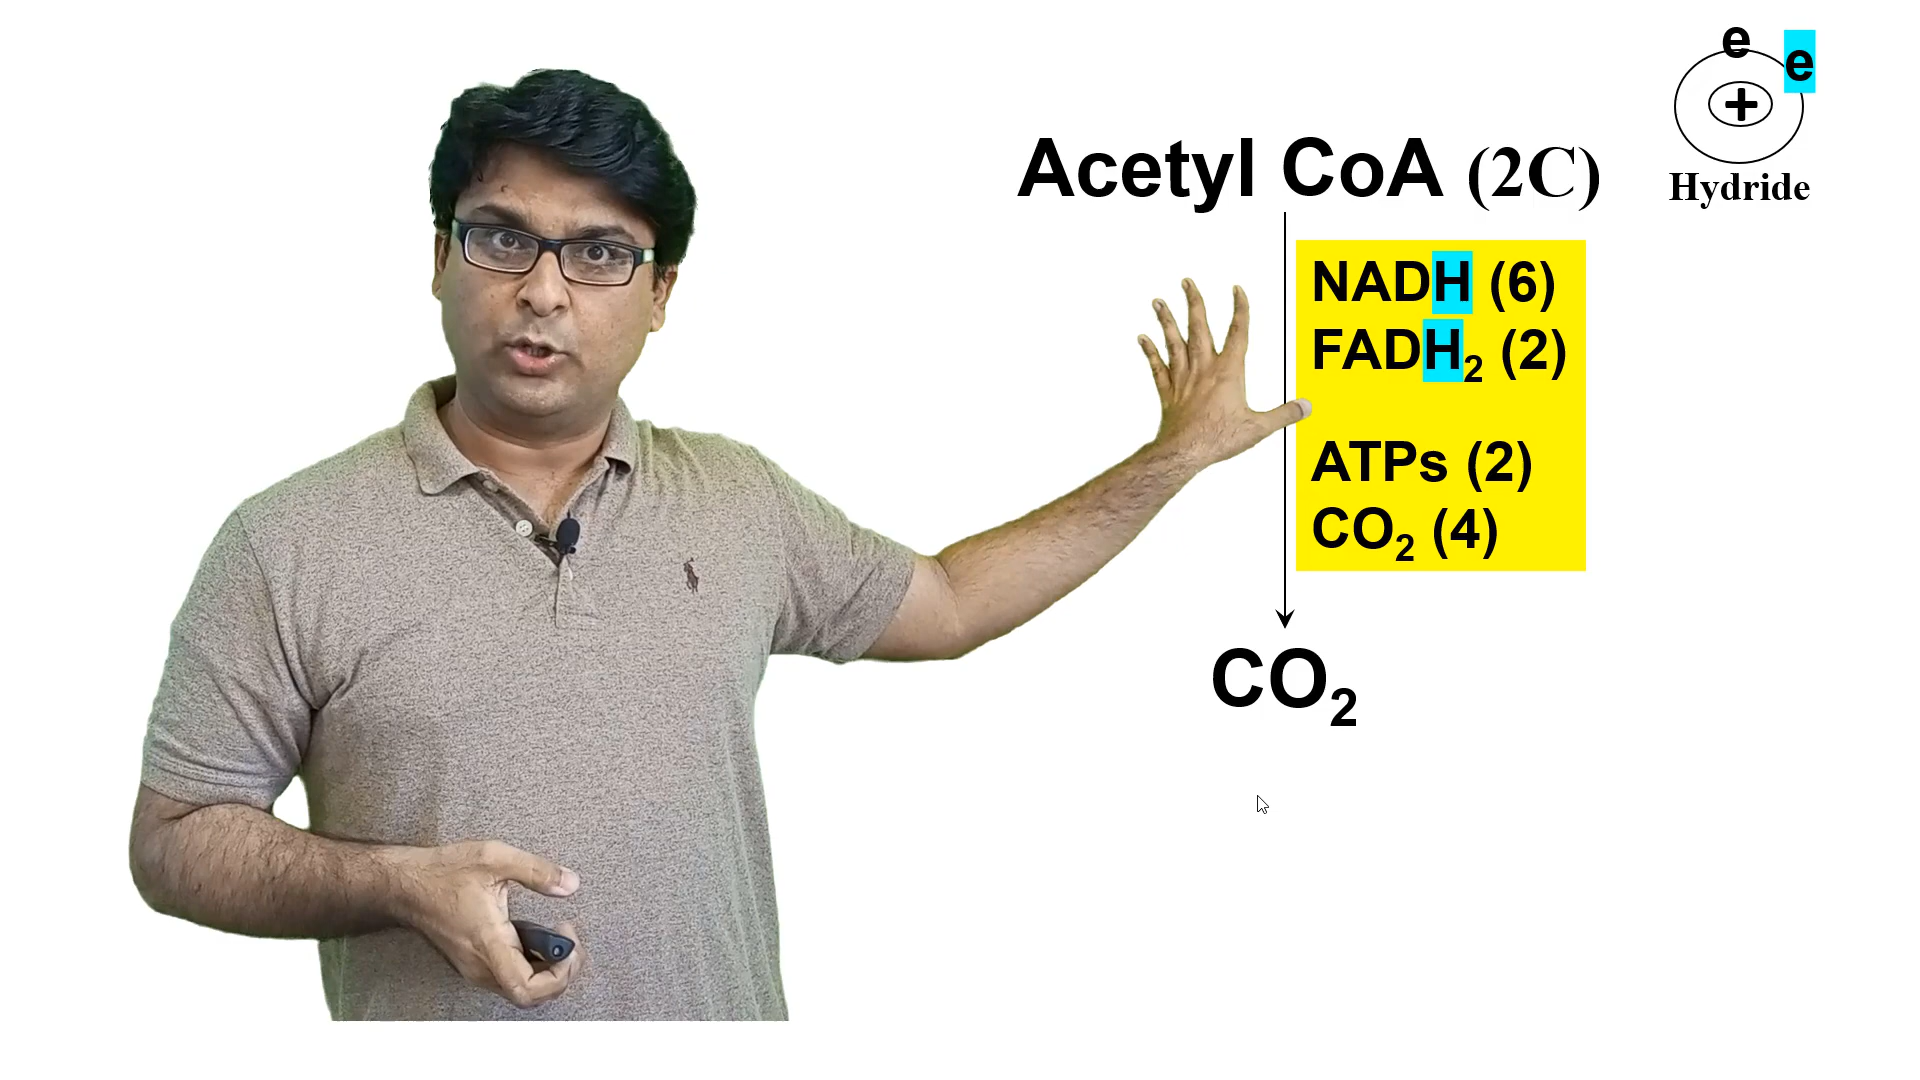 e e
+
Hydride
Acetyl CoA (2C)
NADH (6)
FADH₂ (2)
ATPs (2)
CO₂ (4)
CO₂